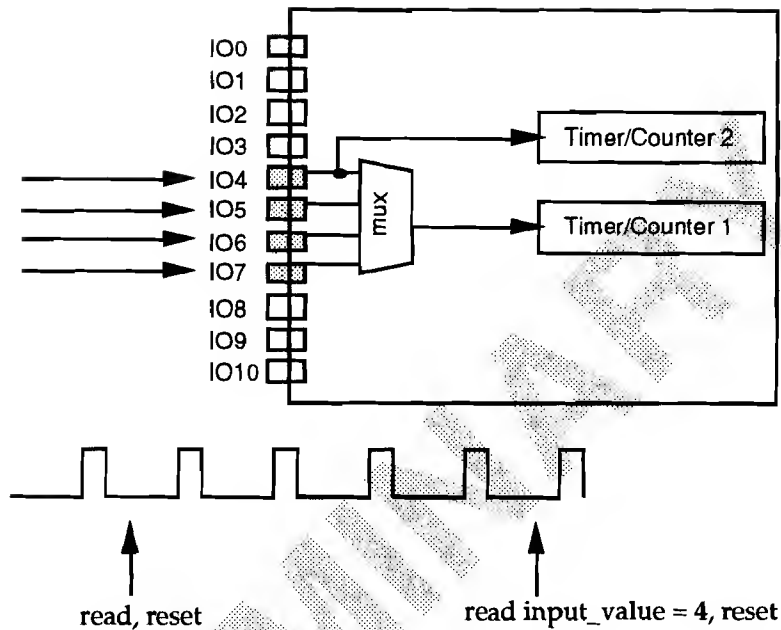 IO0
IO1
IO2
IO3
IO4
IO5
IO6
IO7
IO8
IO9
IO10
mux
Timer/Counter 2
Timer/Counter 1
read, reset
read input_value = 4, reset